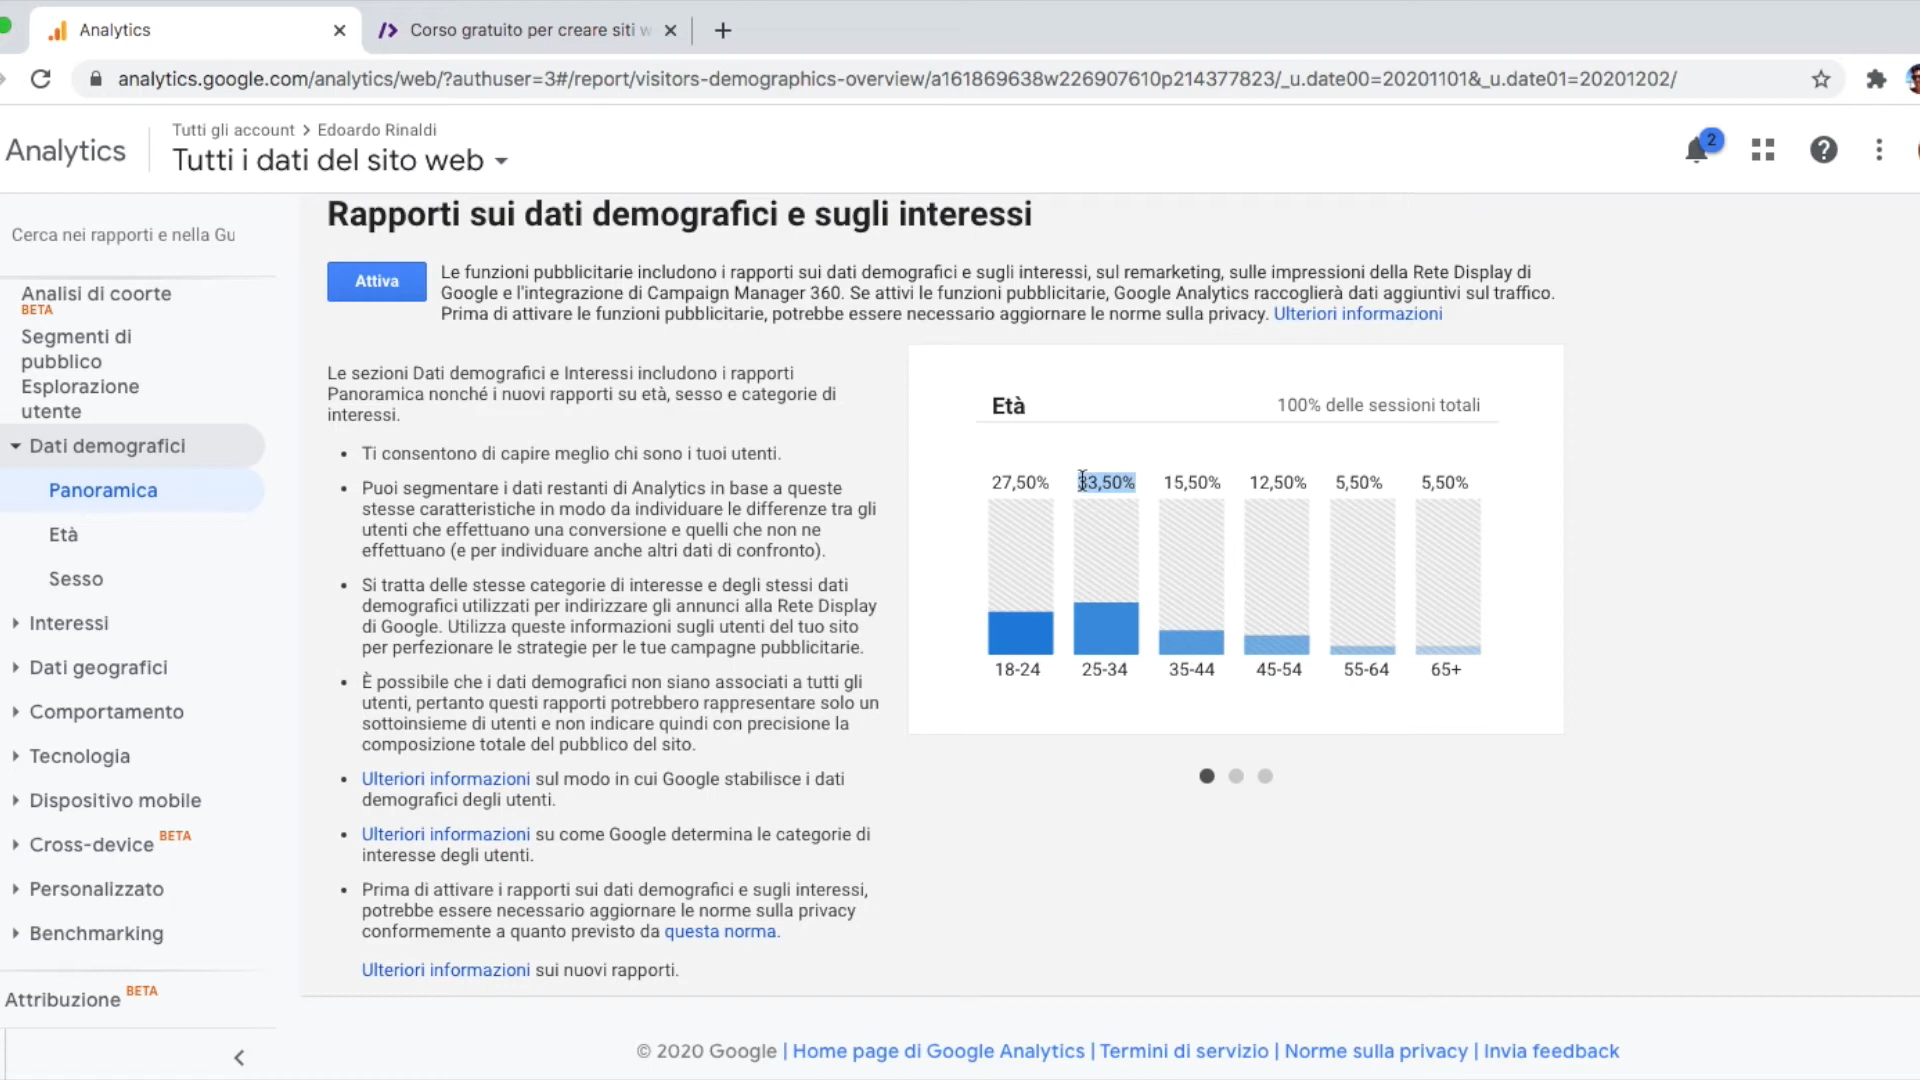 Analytics
Corso gratuito per creare siti w
analytics.google.com/analytics/web/?authuser=3#/report/visitors-demographics-overview/a161869638w226907610p214377823/_u.date00=20201101&_u.date01=20201202/
Analytics
Tutti gli account > Edoardo Rinaldi
Tutti i dati del sito web
2
Cerca nei rapporti e nella Gu
Analisi di coorte
BETA
Segmenti di
pubblico
Esplorazione
utente
Dati demografici
Panoramica
Età
Sesso
Interessi
Dati geografici
Comportamento
Tecnologia
Dispositivo mobile
Cross-device BETA
Personalizzato
Benchmarking
Attribuzione BETA
Rapporti sui dati demografici e sugli interessi
Attiva
Le funzioni pubblicitarie includono i rapporti sui dati demografici e sugli interessi, sul remarketing, sulle impressioni della Rete Display di
Google e l'integrazione di Campaign Manager 360. Se attivi le funzioni pubblicitarie, Google Analytics raccoglierà dati aggiuntivi sul traffico.
Prima di attivare le funzioni pubblicitarie, potrebbe essere necessario aggiornare le norme sulla privacy. Ulteriori informazioni
Le sezioni Dati demografici e Interessi includono i rapporti
Panoramica nonché i nuovi rapporti su età, sesso e categorie di
interessi.
• Ti consentono di capire meglio chi sono i tuoi utenti.
• Puoi segmentare i dati restanti di Analytics in base a queste
stesse caratteristiche in modo da individuare le differenze tra gli
utenti che effettuano una conversione e quelli che non ne
effettuano (e per individuare anche altri dati di confronto).
• Si tratta delle stesse categorie di interesse e degli stessi dati
demografici utilizzati per indirizzare gli annunci alla Rete Display
di Google. Utilizza queste informazioni sugli utenti del tuo sito
per perfezionare le strategie per le tue campagne pubblicitarie.
• È possibile che i dati demografici non siano associati a tutti gli
utenti, pertanto questi rapporti potrebbero rappresentare solo un
sottoinsieme di utenti e non indicare quindi con precisione la
composizione totale del pubblico del sito.
• Ulteriori informazioni sul modo in cui Google stabilisce i dati
demografici degli utenti.
• Ulteriori informazioni su come Google determina le categorie di
interesse degli utenti.
• Prima di attivare i rapporti sui dati demografici e sugli interessi,
potrebbe essere necessario aggiornare le norme sulla privacy
conformemente a quanto previsto da questa norma.
Ulteriori informazioni sui nuovi rapporti.
Età
100% delle sessioni totali
27,50% 33,50% 15,50% 12,50% 5,50% 5,50%
18-24 25-34 35-44 45-54 55-64 65+
© 2020 Google | Home page di Google Analytics | Termini di servizio | Norme sulla privacy | Invia feedback